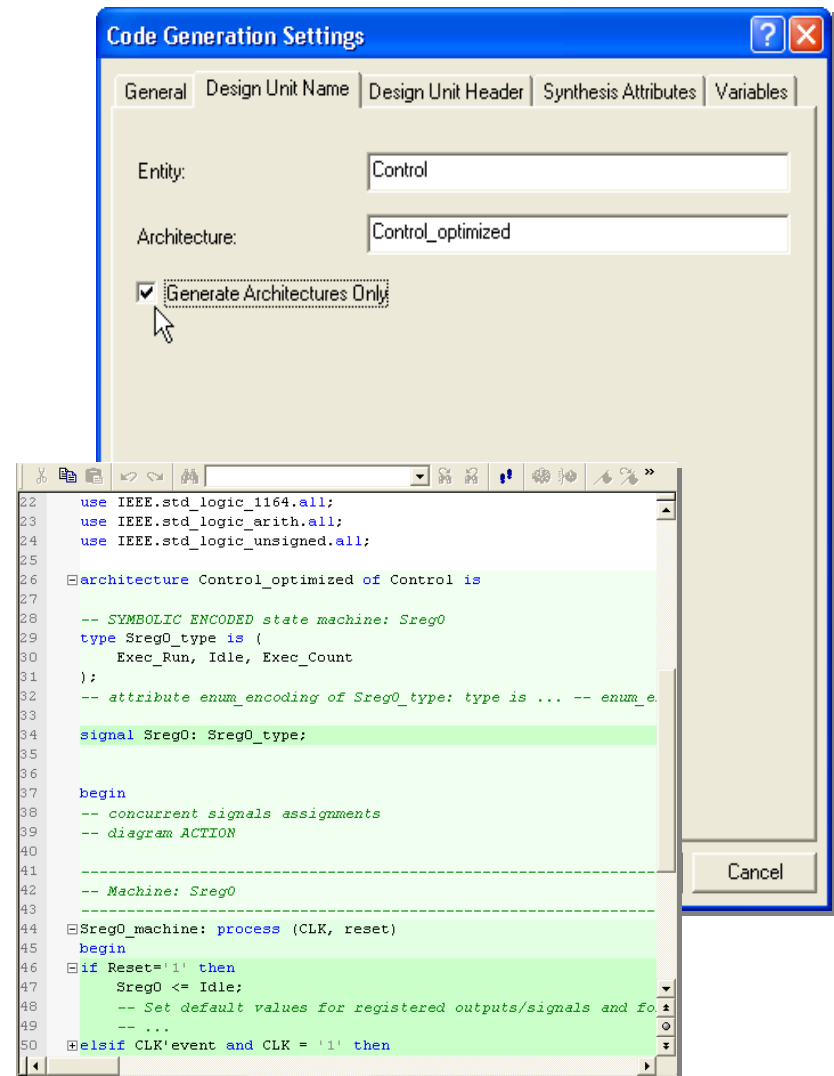 Code Generation Settings
General Design Unit Name Design Unit Header Synthesis Attributes Variables
Entity: Control
Architecture: Control_optimized
Generate Architectures Only
Cancel
22 use IEEE.std_logic_1164.all;
23 use IEEE.std_logic_arith.all;
24 use IEEE.std_logic_unsigned.all;
25
26 architecture Control_optimized of Control is
27
28 -- SYMBOLIC ENCODED state machine: Sreg0
29 type Sreg0_type is (
30 Exec_Run, Idle, Exec_Count
31 );
32 -- attribute enum_encoding of Sreg0_type: type is ... -- enum_e
33
34 signal Sreg0: Sreg0_type;
35
36
37 begin
38 -- concurrent signals assignments
39 -- diagram ACTION
40
41 ----------------------------------------------------------------------
42 -- Machine: Sreg0
43 ----------------------------------------------------------------------
44 Sreg0_machine: process (CLK, reset)
45 begin
46 if Reset='1' then
47 Sreg0 <= Idle;
48 -- Set default values for registered outputs/signals and fo
49 -- ...
50 elsif CLK'event and CLK = '1' then